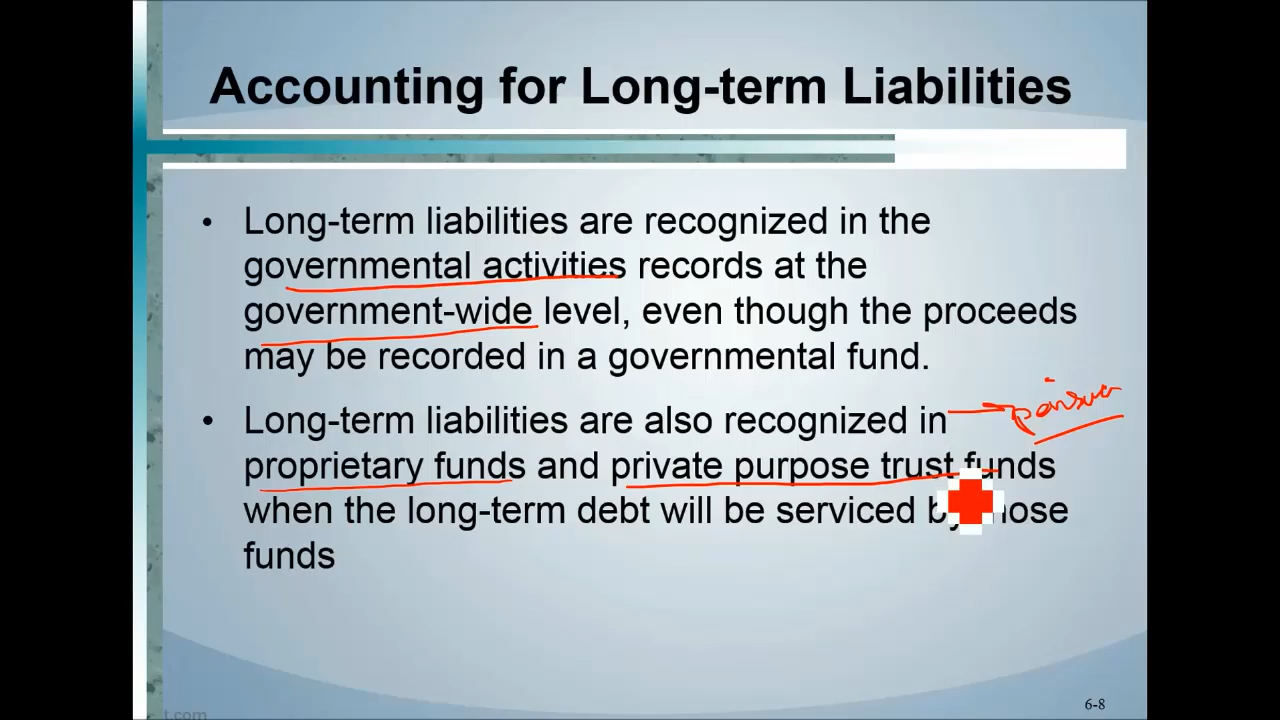 Accounting for Long-term Liabilities
• Long-term liabilities are recognized in the
governmental activities records at the
government-wide level, even though the proceeds
may be recorded in a governmental fund.
• Long-term liabilities are also recognized in
proprietary funds and private purpose trust funds
when the long-term debt will be serviced by those
funds
6-8
t.com